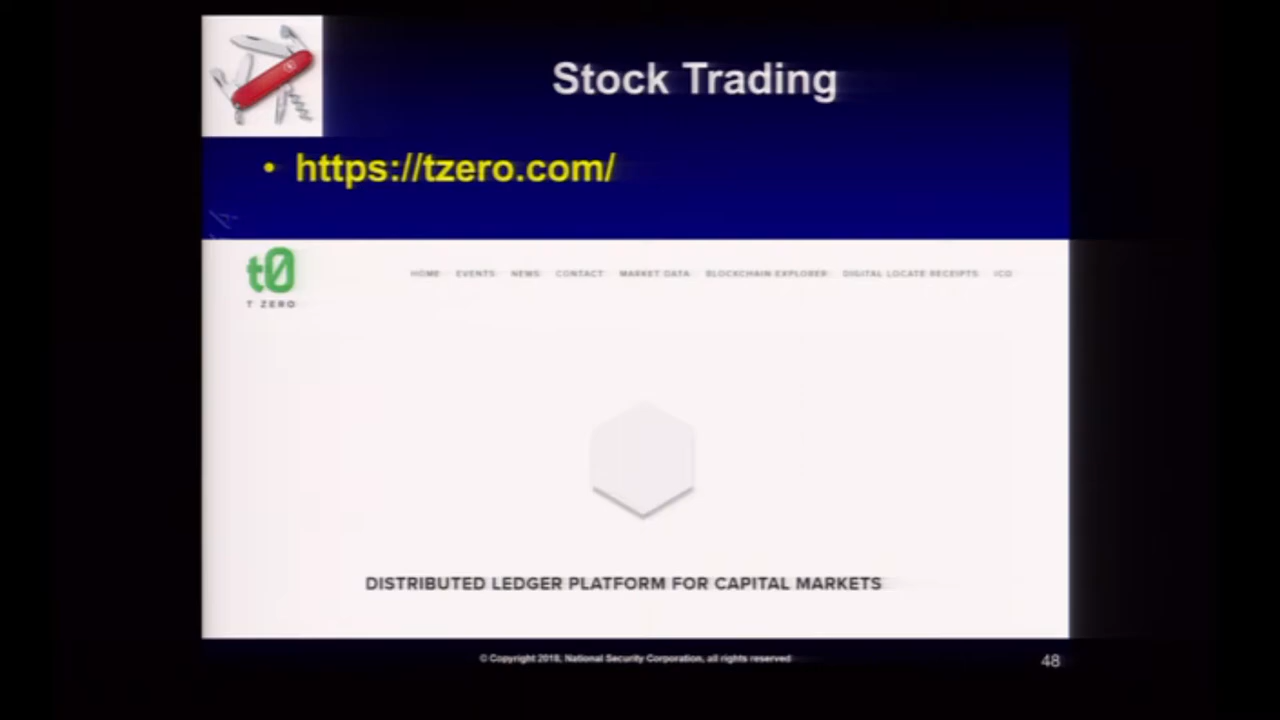 Stock Trading
• https://tzero.com/
t0
T ZERO
HOME EVENTS NEWS CONTACT MARKET DATA BLOCKCHAIN EXPLORER DIGITAL LOCATE RECEIPTS ICO
DISTRIBUTED LEDGER PLATFORM FOR CAPITAL MARKETS
© Copyright 2018, National Security Corporation, all rights reserved
48